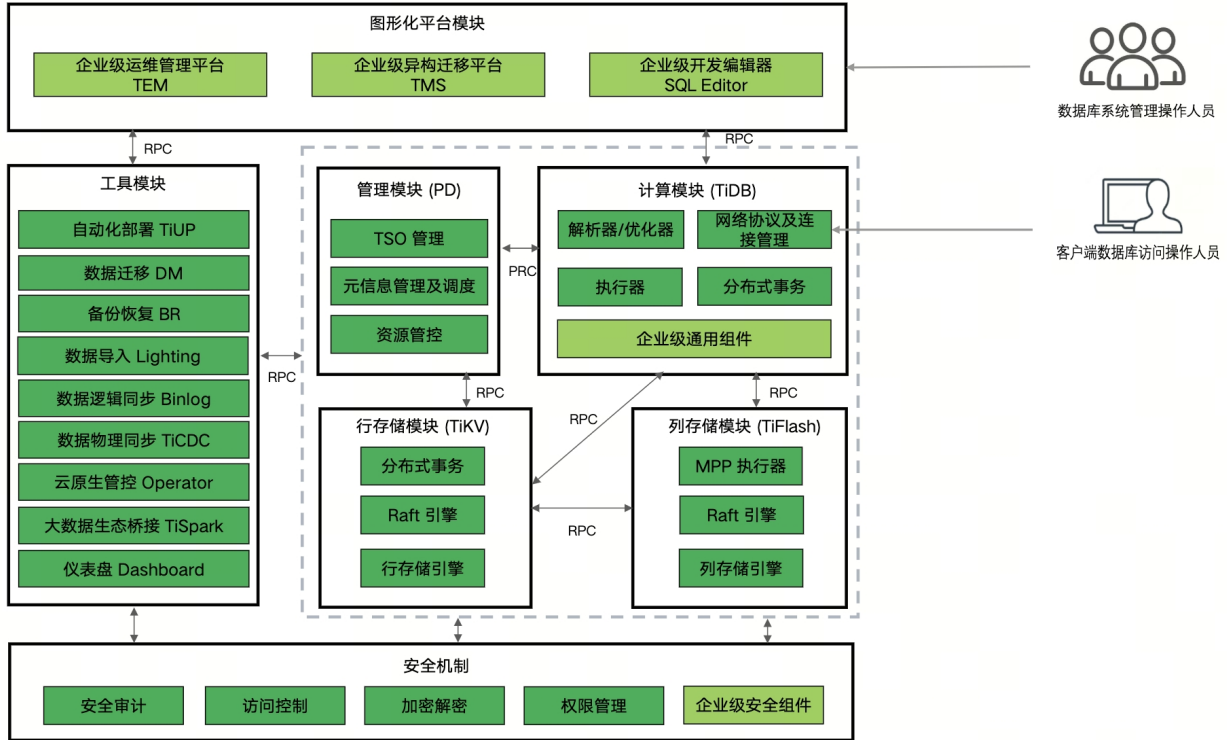 图形化平台模块
企业级运维管理平台
TEM
企业级异构迁移平台
TMS
企业级开发编辑器
SQL Editor
数据库系统管理操作人员
RPC
RPC
工具模块
自动化部署 TiUP
数据迁移 DM
备份恢复 BR
数据导入 Lighting
数据逻辑同步 Binlog
数据物理同步 TiCDC
云原生管控 Operator
大数据生态桥接 TiSpark
仪表盘 Dashboard
RPC
管理模块 (PD)
TSO 管理
元信息管理及调度
资源管控
PRC
计算模块 (TiDB)
解析器/优化器
网络协议及连
接管理
执行器
分布式事务
企业级通用组件
客户端数据库访问操作人员
RPC
RPC
RPC
行存储模块 (TiKV)
分布式事务
Raft 引擎
行存储引擎
RPC
列存储模块 (TiFlash)
MPP 执行器
Raft 引擎
列存储引擎
安全机制
安全审计
访问控制
加密解密
权限管理
企业级安全组件